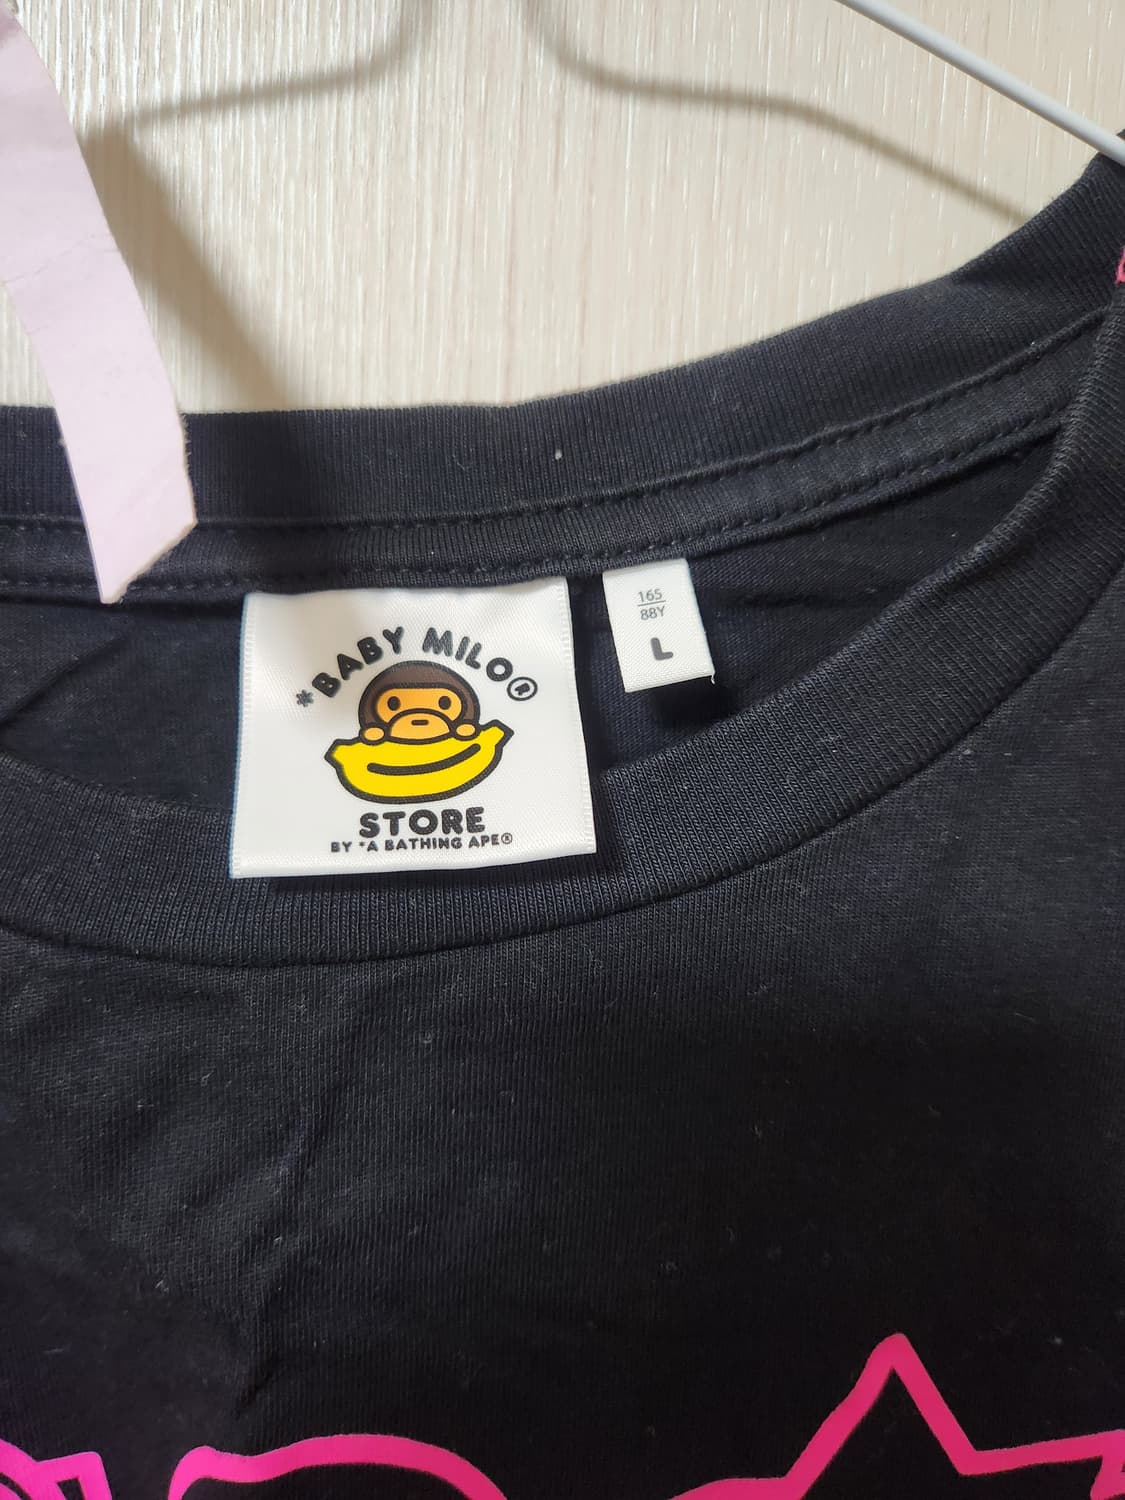 *BABY MILO®
STORE
BY *A BATHING APE®
165
88Y
L